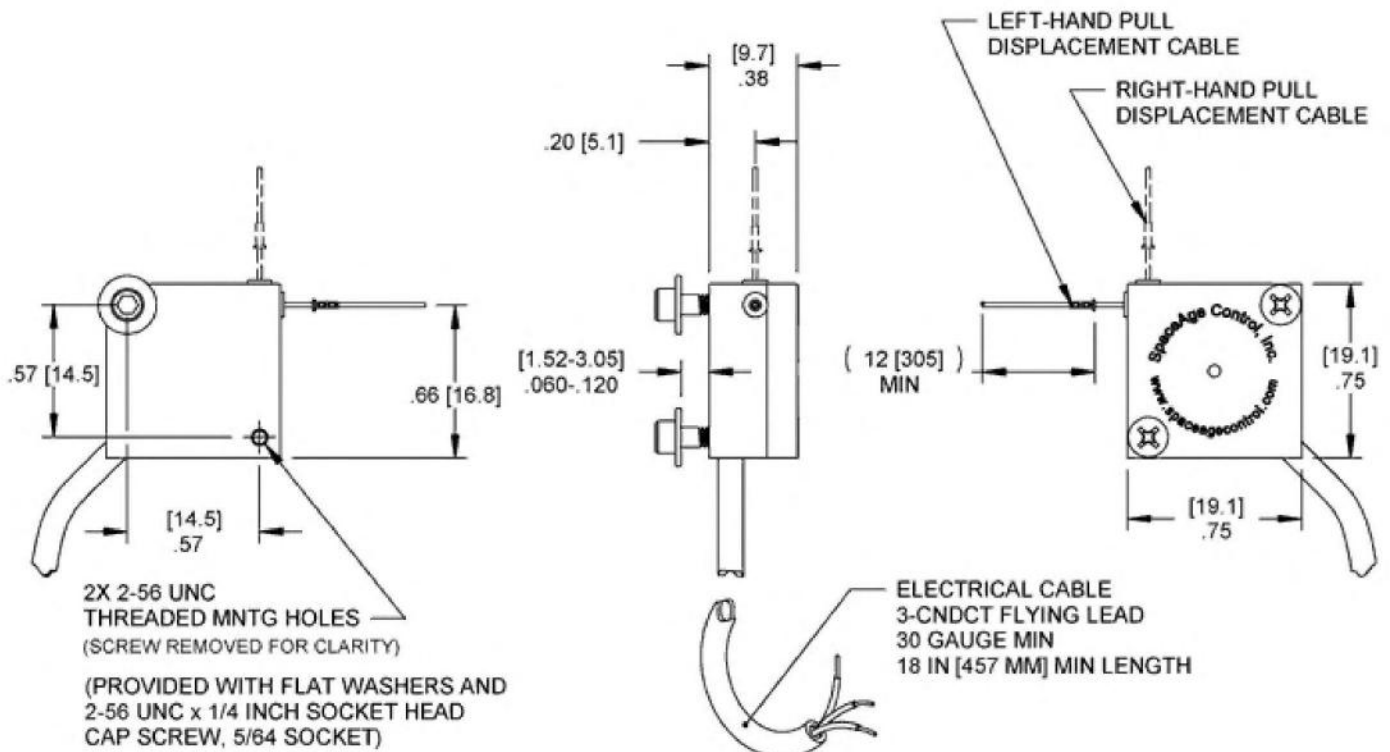 LEFT-HAND PULL
DISPLACEMENT CABLE
RIGHT-HAND PULL
DISPLACEMENT CABLE
[9.7]
.38
.20 [5.1]
.57 [14.5]
.66 [16.8]
[14.5]
.57
[1.52-3.05]
.060-.120
( 12 [305] )
MIN
SpaceAge Control, Inc.
www.spaceagecontrol.com
[19.1]
.75
[19.1]
.75
2X 2-56 UNC
THREADED MNTG HOLES
(SCREW REMOVED FOR CLARITY)
(PROVIDED WITH FLAT WASHERS AND
2-56 UNC x 1/4 INCH SOCKET HEAD
CAP SCREW, 5/64 SOCKET)
ELECTRICAL CABLE
3-CNDCT FLYING LEAD
30 GAUGE MIN
18 IN [457 MM] MIN LENGTH